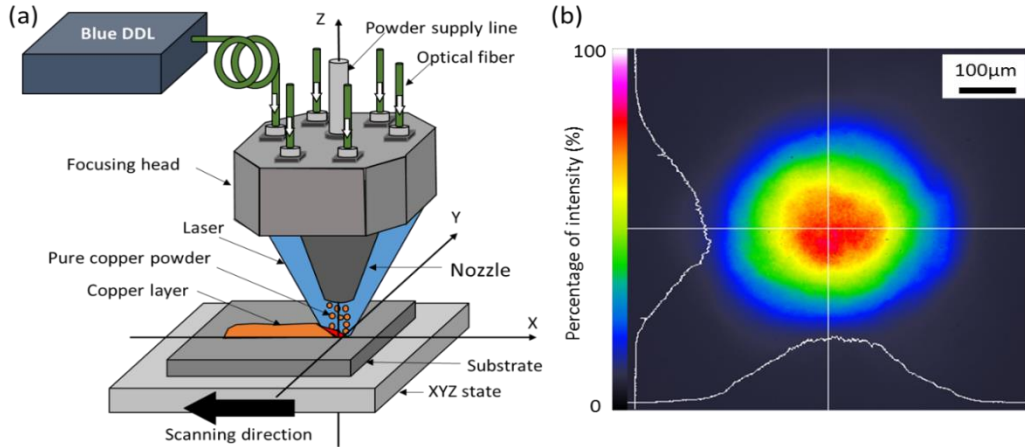 (a)
Blue DDL
Z
Powder supply line
Optical fiber
Focusing head
Y
Laser
Pure copper powder
Nozzle
Copper layer
X
Substrate
XYZ state
Scanning direction
(b)
100
100μm
Percentage of intensity (%)
0